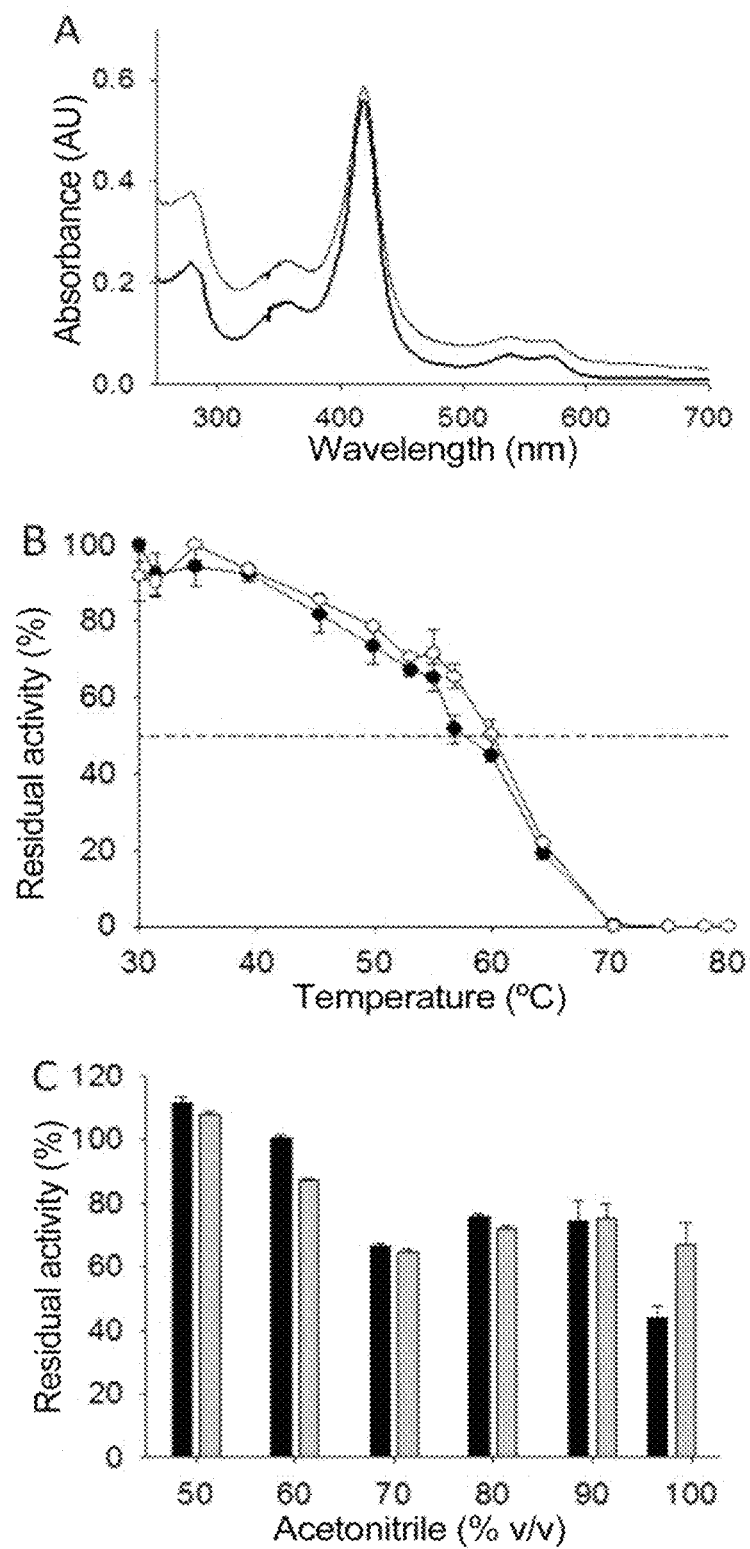 A
Absorbance (AU)
0.6
0.4
0.2
0.0
300 400 500 600 700
Wavelength (nm)
B
Residual activity (%)
100
80
60
40
20
0
30 40 50 60 70 80
Temperature (ºC)
C
Residual activity (%)
120
100
80
60
40
20
0
50 60 70 80 90 100
Acetonitrile (% v/v)